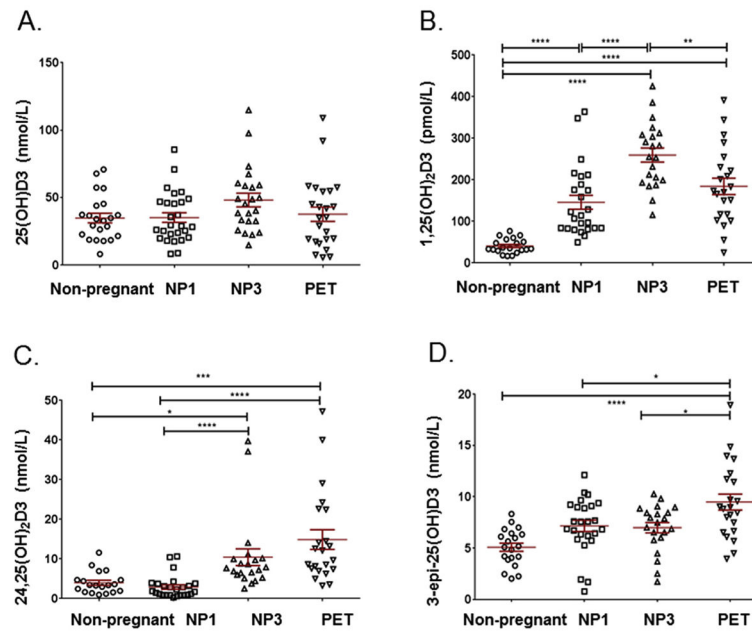 A.
25(OH)D3 (nmol/L)
150
100
50
0
Non-pregnant NP1 NP3 PET
B.
1,25(OH)₂D3 (pmol/L)
**** **** **
****
****
500
400
300
200
100
0
Non-pregnant NP1 NP3 PET
C.
24,25(OH)₂D3 (nmol/L)
***
****
*
****
50
40
30
20
10
0
Non-pregnant NP1 NP3 PET
D.
3-epi-25(OH)D3 (nmol/L)
*
****
*
20
15
10
5
0
Non-pregnant NP1 NP3 PET